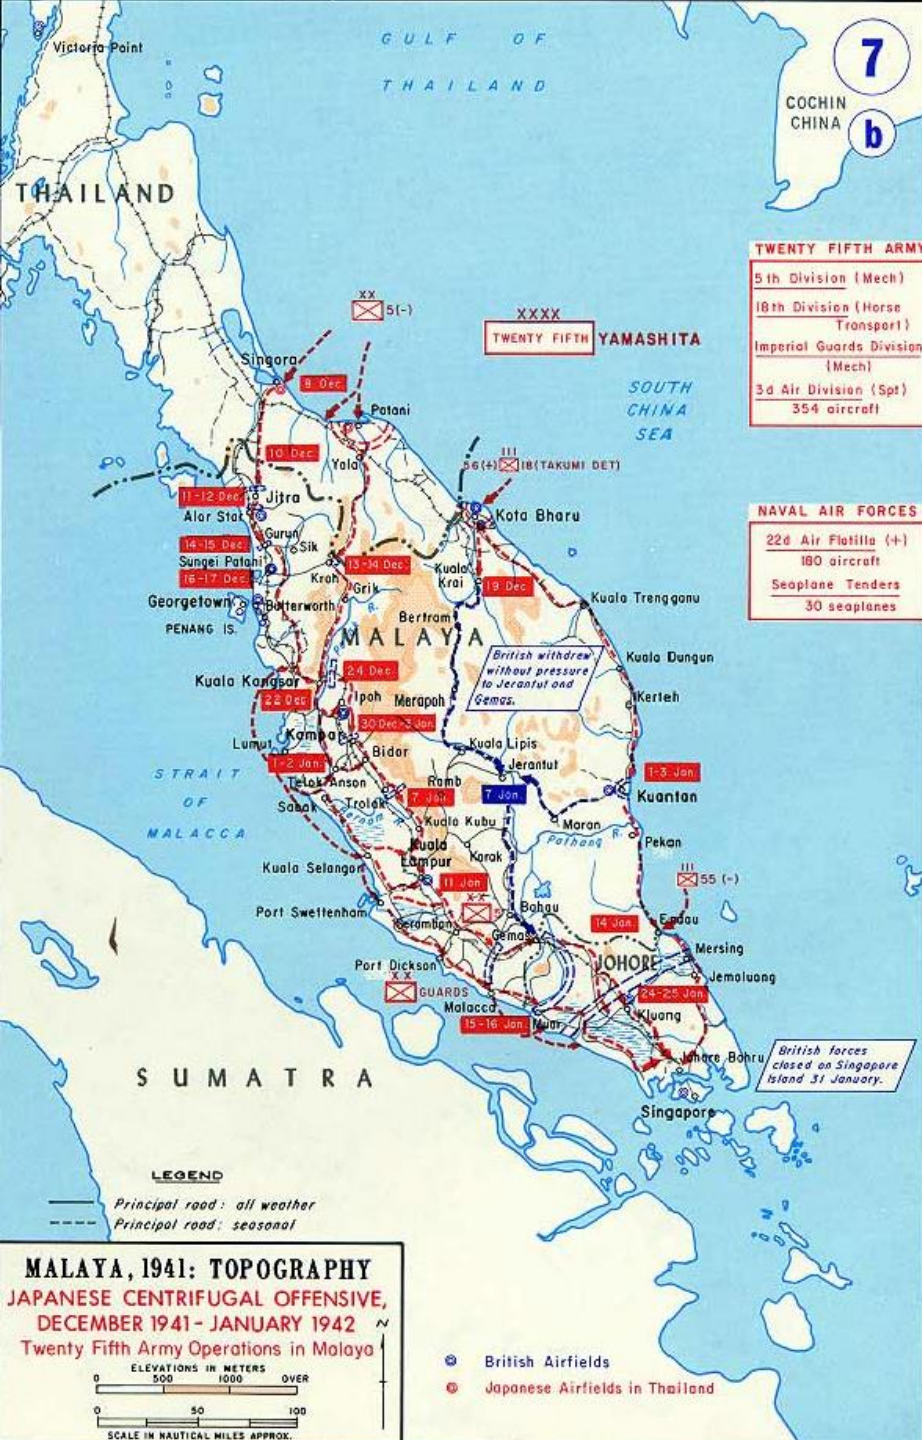 Victoria Point
GULF OF
THAILAND
7
b
COCHIN
CHINA
THAILAND
TWENTY FIFTH ARMY
5th Division (Mech)
18th Division (Horse
Transport)
Imperial Guards Division
(Mech)
3d Air Division (Spt)
354 aircraft
XX
5(-)
XXXX
TWENTY FIFTH YAMASHITA
Singora
8 Dec
SOUTH
CHINA
SEA
Patani
10 Dec.
Yala
III
56(+) 18(TAKUMI DET)
11-12 Dec.
Jitra
Alor Star
Kota Bharu
NAVAL AIR FORCES
22d Air Flotilla (+)
180 aircraft
Seaplane Tenders
30 seaplanes
Gurun
14-15 Dec.
Sik
Sungei Patani
13-14 Dec.
16-17 Dec.
Kroh
Grik
Kuala
Krai
19 Dec
Georgetown
Butterworth
Kuala Trengganu
PENANG IS.
Bertram
MALAYA
British withdrew
without pressure
to Jerantut and
Gemas.
Kuala Dungun
24 Dec.
Kuala Kangsar
22 Dec
Ipoh
Merapoh
Kerteh
30 Dec-3 Jan.
Kampar
Lumut
Bidor
Kuala Lipis
1-2 Jan.
Jerantut
1-3 Jan.
STRAIT
OF
MALACCA
Telok Anson
Raub
7 Jan.
7 Jan.
Kuantan
Sabak
Trolak
Kuala Kubu
Maran
Pahang R.
Pekan
Kuala
Lampur
Karak
Kuala Selangor
11 Jan
III
55 (-)
XX
5
Port Swettenham
Bahau
Seramban
14 Jan.
Endau
Gemas
Mersing
JOHORE
Port Dickson
Jemaluang
XX
GUARDS
24-25 Jan.
Malacca
Kluang
15-16 Jan.
Muar
Johore Bahru
British forces
closed on Singapore
Island 31 January.
SUMATRA
Singapore
LEGEND
Principal road: all weather
Principal road: seasonal
MALAYA, 1941: TOPOGRAPHY
JAPANESE CENTRIFUGAL OFFENSIVE,
DECEMBER 1941 - JANUARY 1942
N
Twenty Fifth Army Operations in Malaya
ELEVATIONS IN METERS
0 500 1000 OVER
0 50 100
SCALE IN NAUTICAL MILES APPROX.
British Airfields
Japanese Airfields in Thailand